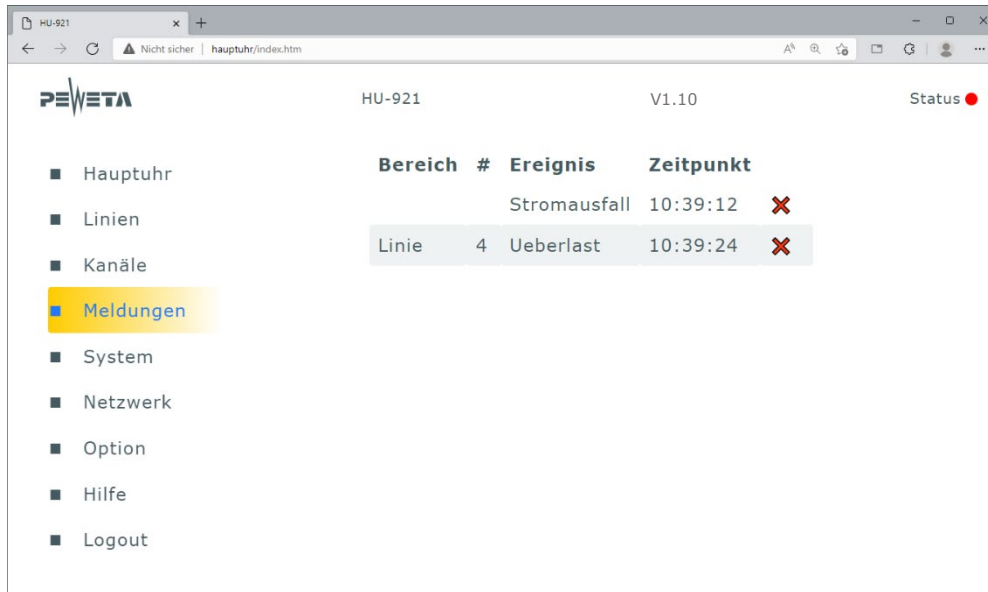 HU-921
Nicht sicher | hauptuhr/index.htm
PEWETA HU-921 V1.10 Status
Hauptuhr
Linien
Kanäle
Meldungen
System
Netzwerk
Option
Hilfe
Logout
Bereich # Ereignis Zeitpunkt
Stromausfall 10:39:12
Linie 4 Ueberlast 10:39:24